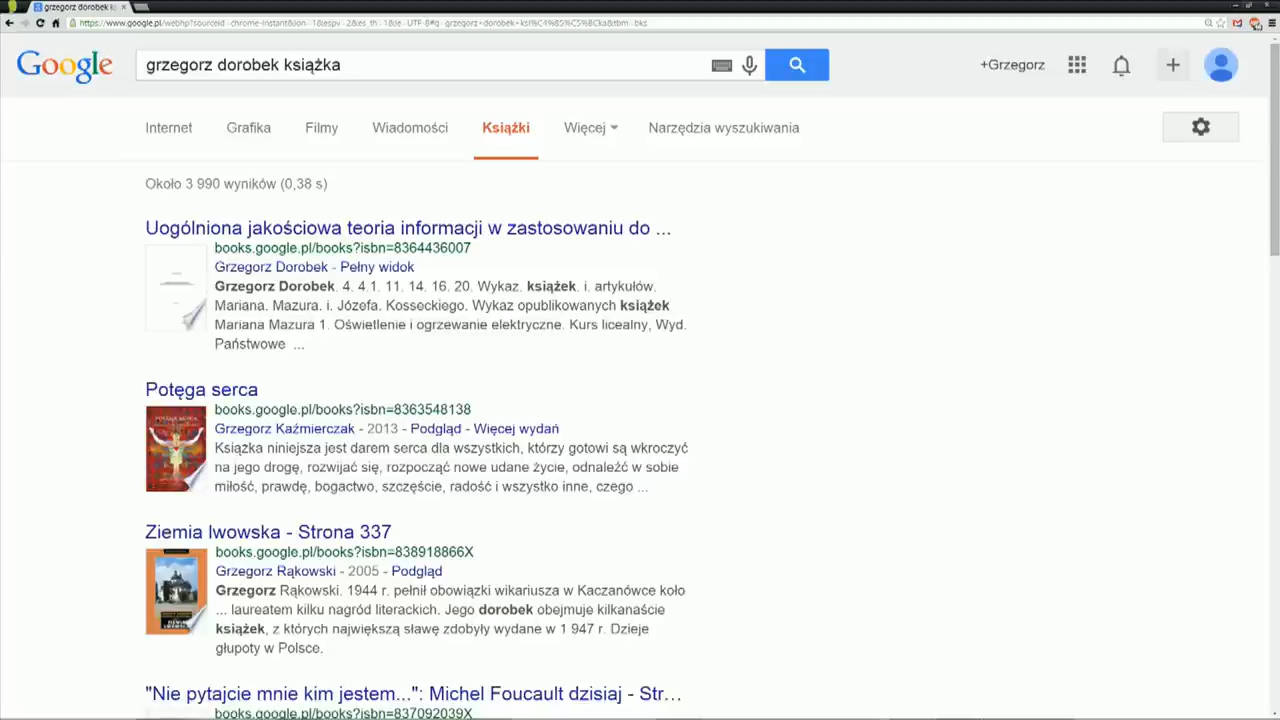 grzegorz dorobek k
Google
grzegorz dorobek książka
+Grzegorz
Internet Grafika Filmy Wiadomości Książki Więcej Narzędzia wyszukiwania
Około 3 990 wyników (0,38 s)
Uogólniona jakościowa teoria informacji w zastosowaniu do ...
books.google.pl/books?isbn=8364436007
Grzegorz Dorobek - Pełny widok
Grzegorz Dorobek. 4. 4.1. 11. 14. 16. 20. Wykaz. książek. i. artykułów.
Mariana. Mazura. i. Józefa. Kosseckiego. Wykaz opublikowanych książek
Mariana Mazura 1. Oświetlenie i ogrzewanie elektryczne. Kurs licealny, Wyd.
Państwowe ...
Potęga serca
books.google.pl/books?isbn=8363548138
Grzegorz Kaźmierczak - 2013 - Podgląd - Więcej wydań
Książka niniejsza jest darem serca dla wszystkich, którzy gotowi są wkroczyć
na jego drogę, rozwijać się, rozpocząć nowe udane życie, odnaleźć w sobie
miłość, prawdę, bogactwo, szczęście, radość i wszystko inne, czego ...
Ziemia lwowska - Strona 337
books.google.pl/books?isbn=838918866X
Grzegorz Rąkowski - 2005 - Podgląd
Grzegorz Rąkowski. 1944 r. pełnił obowiązki wikariusza w Kaczanówce koło
... laureatem kilku nagród literackich. Jego dorobek obejmuje kilkanaście
książek, z których największą sławę zdobyły wydane w 1 947 r. Dzieje
głupoty w Polsce.
"Nie pytajcie mnie kim jestem...": Michel Foucault dzisiaj - Str...
books.google.pl/books?isbn=837092039X